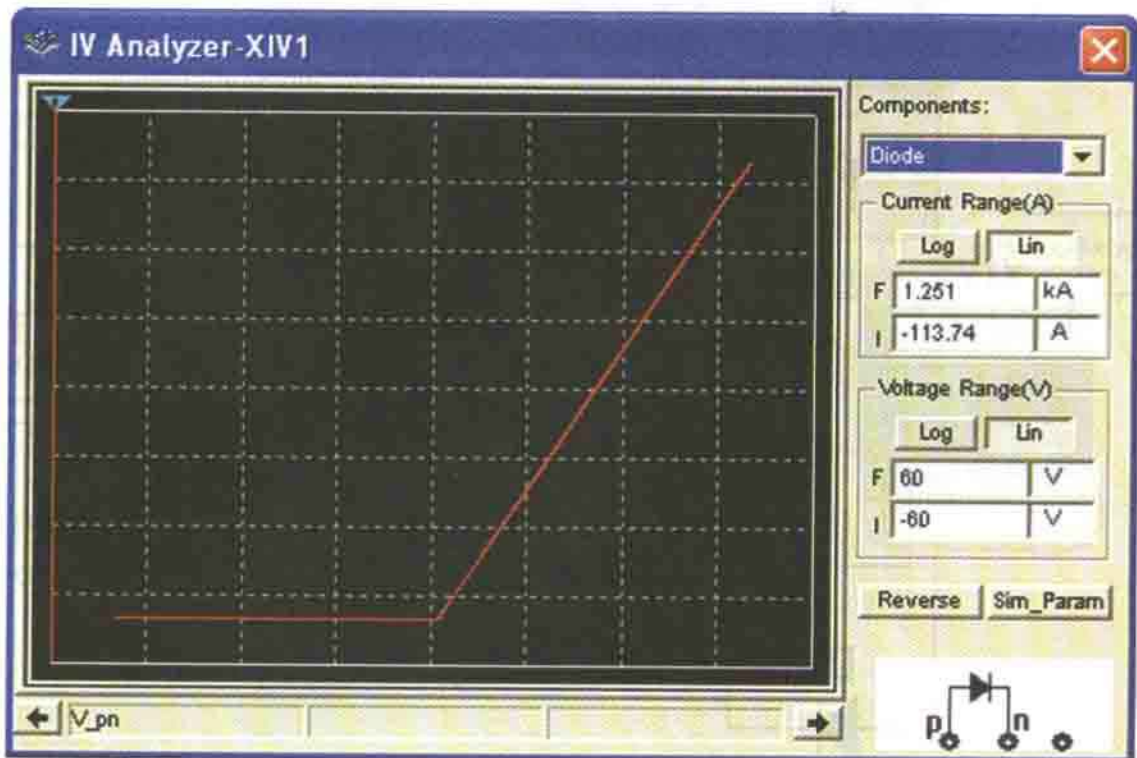 IV Analyzer-XIV1
Components:
Diode
Current Range(A)
Log Lin
F 1.251 kA
I -113.74 A
Voltage Range(V)
Log Lin
F 60 V
I -60 V
Reverse Sim_Param
V_pn
p n